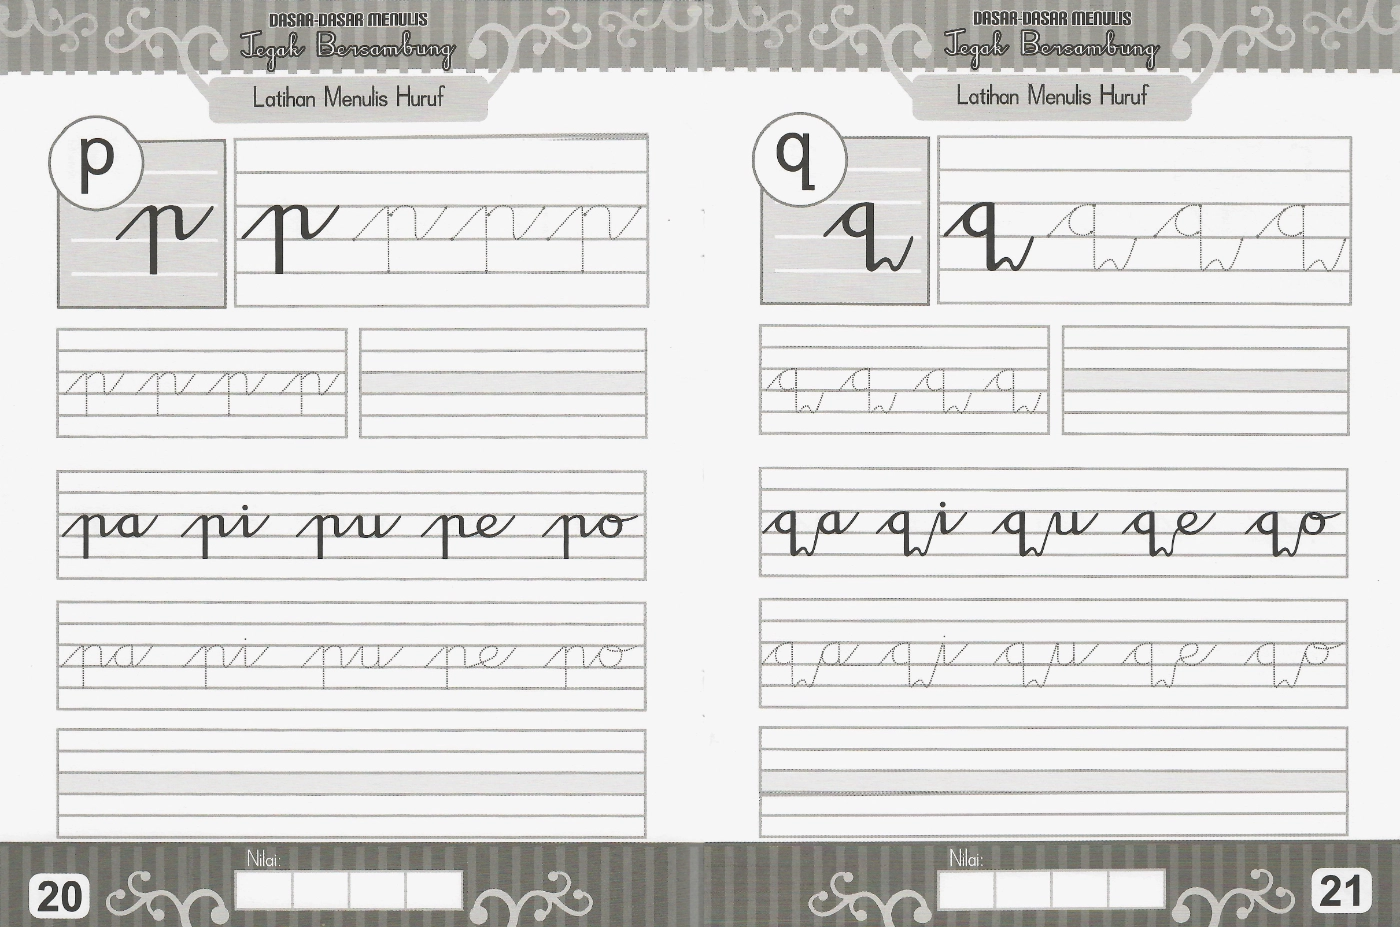 DASAR-DASAR MENULIS
Tegak Bersambung
Latihan Menulis Huruf
p
p p p p p
p p p p
pa pi pu pe po
pa pi pu pe po
Nilai:
20
DASAR-DASAR MENULIS
Tegak Bersambung
Latihan Menulis Huruf
q
q q q q q
q q q q
qa qi qu qe qo
qa qi qu qe qo
Nilai:
21